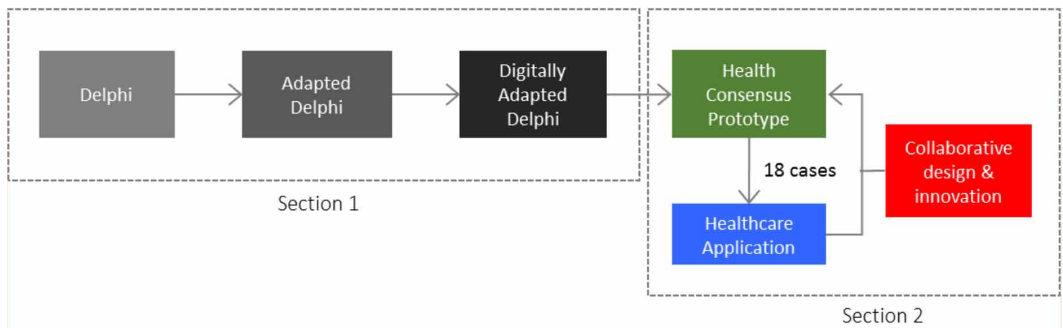 Delphi
Adapted
Delphi
Digitally
Adapted
Delphi
Section 1
Health
Consensus
Prototype
18 cases
Healthcare
Application
Collaborative
design &
innovation
Section 2